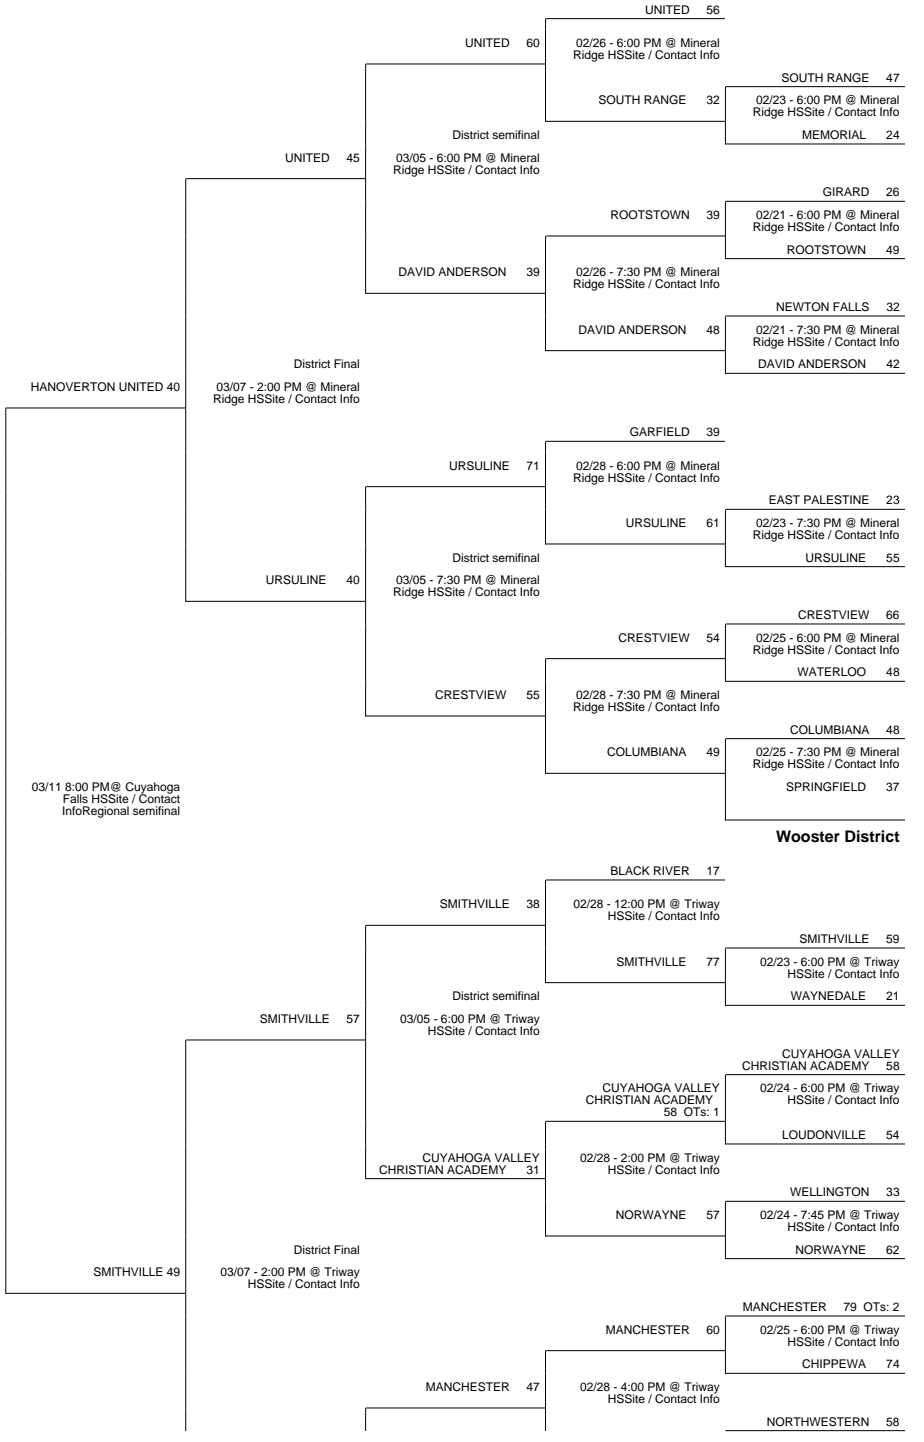 UNITED 56
UNITED 60
02/26 - 6:00 PM @ Mineral
Ridge HSSite / Contact Info
SOUTH RANGE 47
SOUTH RANGE 32
02/23 - 6:00 PM @ Mineral
Ridge HSSite / Contact Info
District semifinal
MEMORIAL 24
UNITED 45
03/05 - 6:00 PM @ Mineral
Ridge HSSite / Contact Info
GIRARD 26
ROOTSTOWN 39
02/21 - 6:00 PM @ Mineral
Ridge HSSite / Contact Info
ROOTSTOWN 49
DAVID ANDERSON 39
02/26 - 7:30 PM @ Mineral
Ridge HSSite / Contact Info
NEWTON FALLS 32
DAVID ANDERSON 48
02/21 - 7:30 PM @ Mineral
Ridge HSSite / Contact Info
District Final
DAVID ANDERSON 42
HANOVERTON UNITED 40
03/07 - 2:00 PM @ Mineral
Ridge HSSite / Contact Info
GARFIELD 39
URSULINE 71
02/28 - 6:00 PM @ Mineral
Ridge HSSite / Contact Info
EAST PALESTINE 23
URSULINE 61
02/23 - 7:30 PM @ Mineral
Ridge HSSite / Contact Info
District semifinal
URSULINE 55
URSULINE 40
03/05 - 7:30 PM @ Mineral
Ridge HSSite / Contact Info
CRESTVIEW 66
CRESTVIEW 54
02/25 - 6:00 PM @ Mineral
Ridge HSSite / Contact Info
WATERLOO 48
CRESTVIEW 55
02/28 - 7:30 PM @ Mineral
Ridge HSSite / Contact Info
COLUMBIANA 48
COLUMBIANA 49
02/25 - 7:30 PM @ Mineral
Ridge HSSite / Contact Info
SPRINGFIELD 37
03/11 8:00 PM@ Cuyahoga
Falls HSSite / Contact
InfoRegional semifinal
Wooster District
BLACK RIVER 17
SMITHVILLE 38
02/28 - 12:00 PM @ Triway
HSSite / Contact Info
SMITHVILLE 59
SMITHVILLE 77
02/23 - 6:00 PM @ Triway
HSSite / Contact Info
District semifinal
WAYNEDALE 21
SMITHVILLE 57
03/05 - 6:00 PM @ Triway
HSSite / Contact Info
CUYAHOGA VALLEY
CHRISTIAN ACADEMY 58
CUYAHOGA VALLEY
CHRISTIAN ACADEMY
58 OTs: 1
02/24 - 6:00 PM @ Triway
HSSite / Contact Info
LOUDONVILLE 54
CUYAHOGA VALLEY
CHRISTIAN ACADEMY 31
02/28 - 2:00 PM @ Triway
HSSite / Contact Info
WELLINGTON 33
NORWAYNE 57
02/24 - 7:45 PM @ Triway
HSSite / Contact Info
District Final
NORWAYNE 62
SMITHVILLE 49
03/07 - 2:00 PM @ Triway
HSSite / Contact Info
MANCHESTER 79 OTs: 2
MANCHESTER 60
02/25 - 6:00 PM @ Triway
HSSite / Contact Info
CHIPPEWA 74
MANCHESTER 47
02/28 - 4:00 PM @ Triway
HSSite / Contact Info
NORTHWESTERN 58